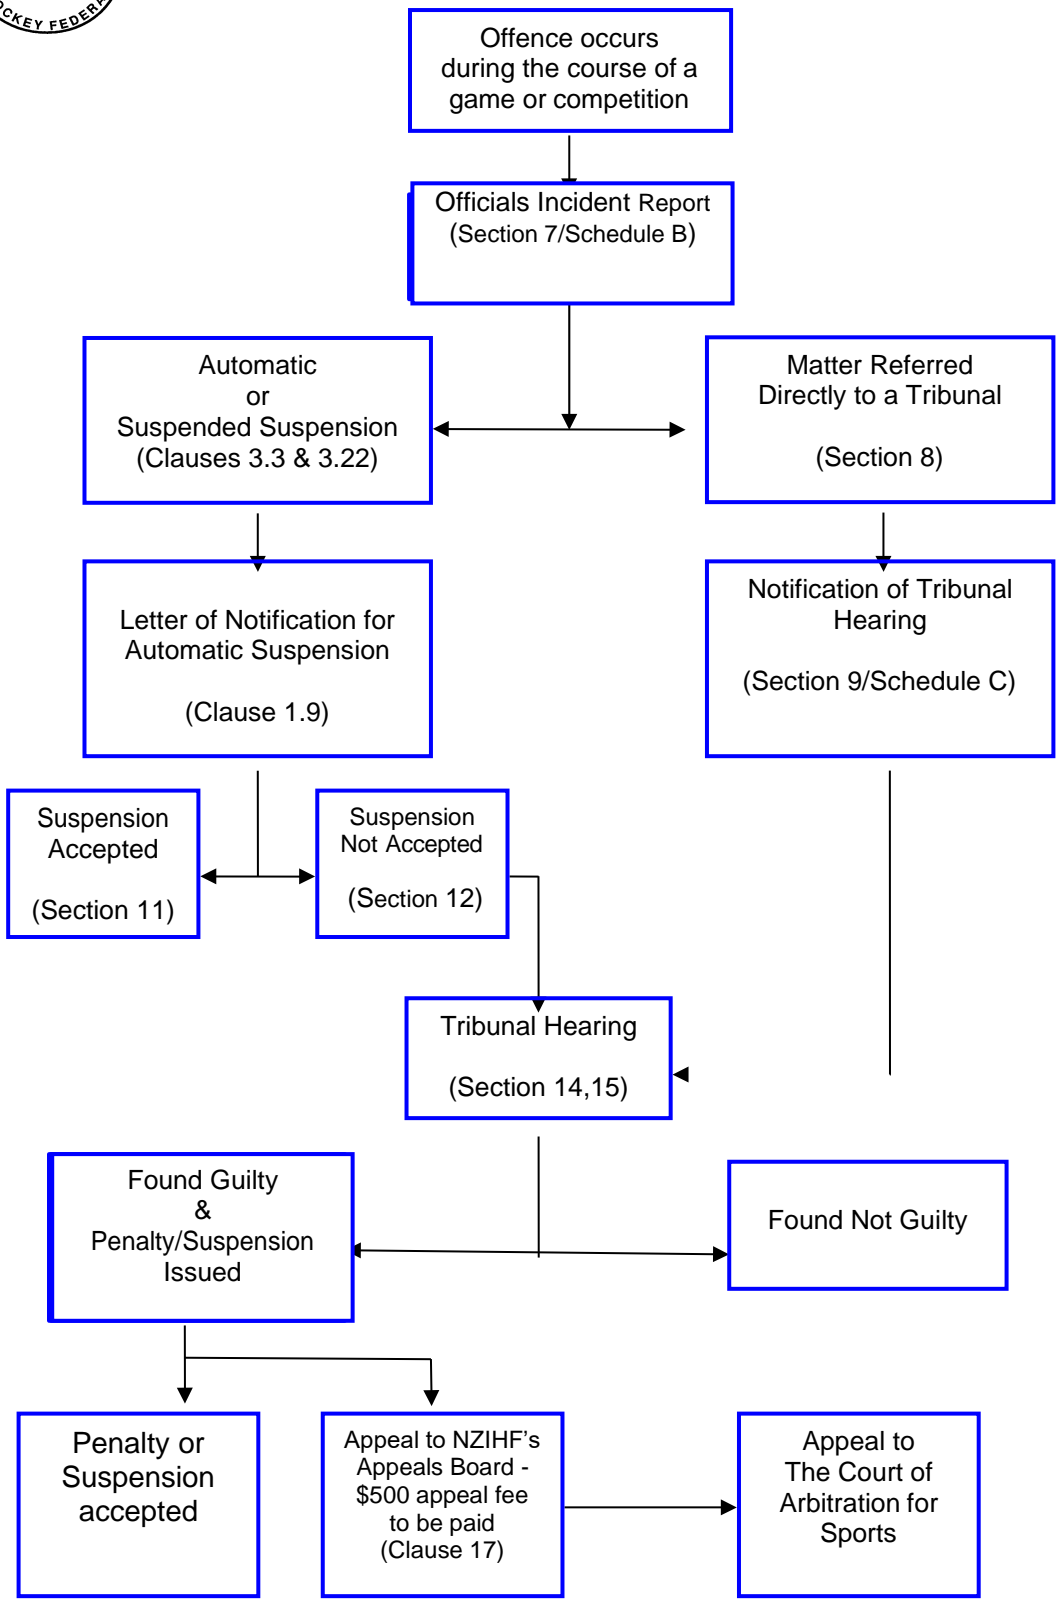 HOCKEY FEDERA
Offence occurs
during the course of a
game or competition
Officials Incident Report
(Section 7/Schedule B)
Automatic
or
Suspended Suspension
(Clauses 3.3 & 3.22)
Matter Referred
Directly to a Tribunal
(Section 8)
Letter of Notification for
Automatic Suspension
(Clause 1.9)
Notification of Tribunal
Hearing
(Section 9/Schedule C)
Suspension
Accepted
(Section 11)
Suspension
Not Accepted
(Section 12)
Tribunal Hearing
(Section 14,15)
Found Guilty
&
Penalty/Suspension
Issued
Found Not Guilty
Penalty or
Suspension
accepted
Appeal to NZIHF’s
Appeals Board -
$500 appeal fee
to be paid
(Clause 17)
Appeal to
The Court of
Arbitration for
Sports